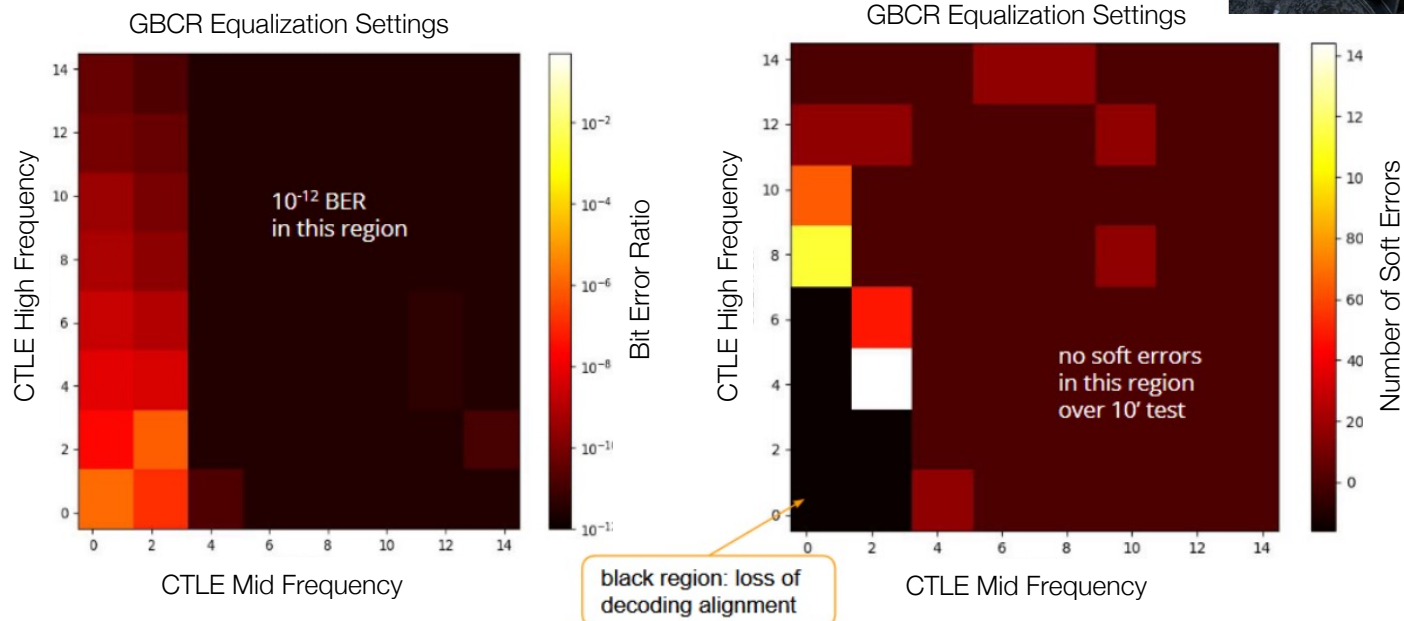 GBCR Equalization Settings
14
12
10
8
6
4
2
0
0 2 4 6 8 10 12 14
CTLE High Frequency
CTLE Mid Frequency
10⁻¹² BER
in this region
10⁻²
10⁻⁴
10⁻⁶
10⁻⁸
Bit Error Ratio
GBCR Equalization Settings
14
12
10
8
6
4
2
0
0 2 4 6 8 10 12 14
CTLE High Frequency
CTLE Mid Frequency
no soft errors
in this region
over 10' test
14
12
10
80
60
40
20
0
Number of Soft Errors
black region: loss of
decoding alignment